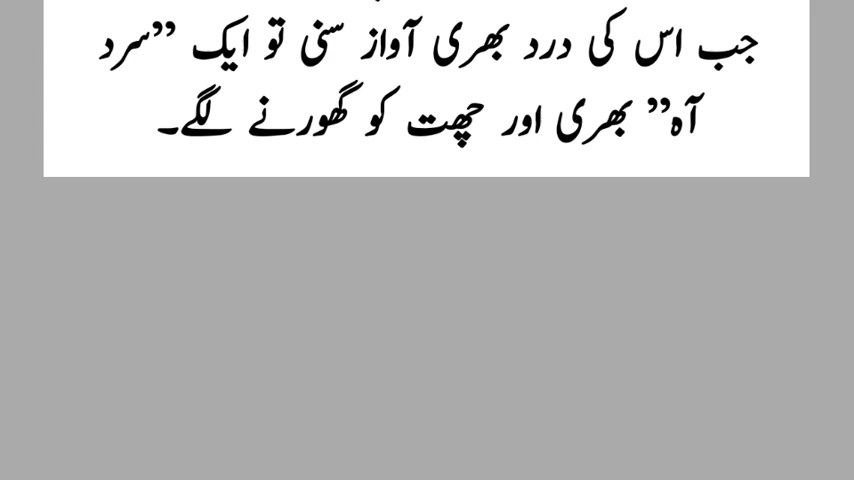 جب اس کی درد بھری آواز سنی تو ایک ”سرد
آہ” بھری اور چھت کو گھورنے لگے۔